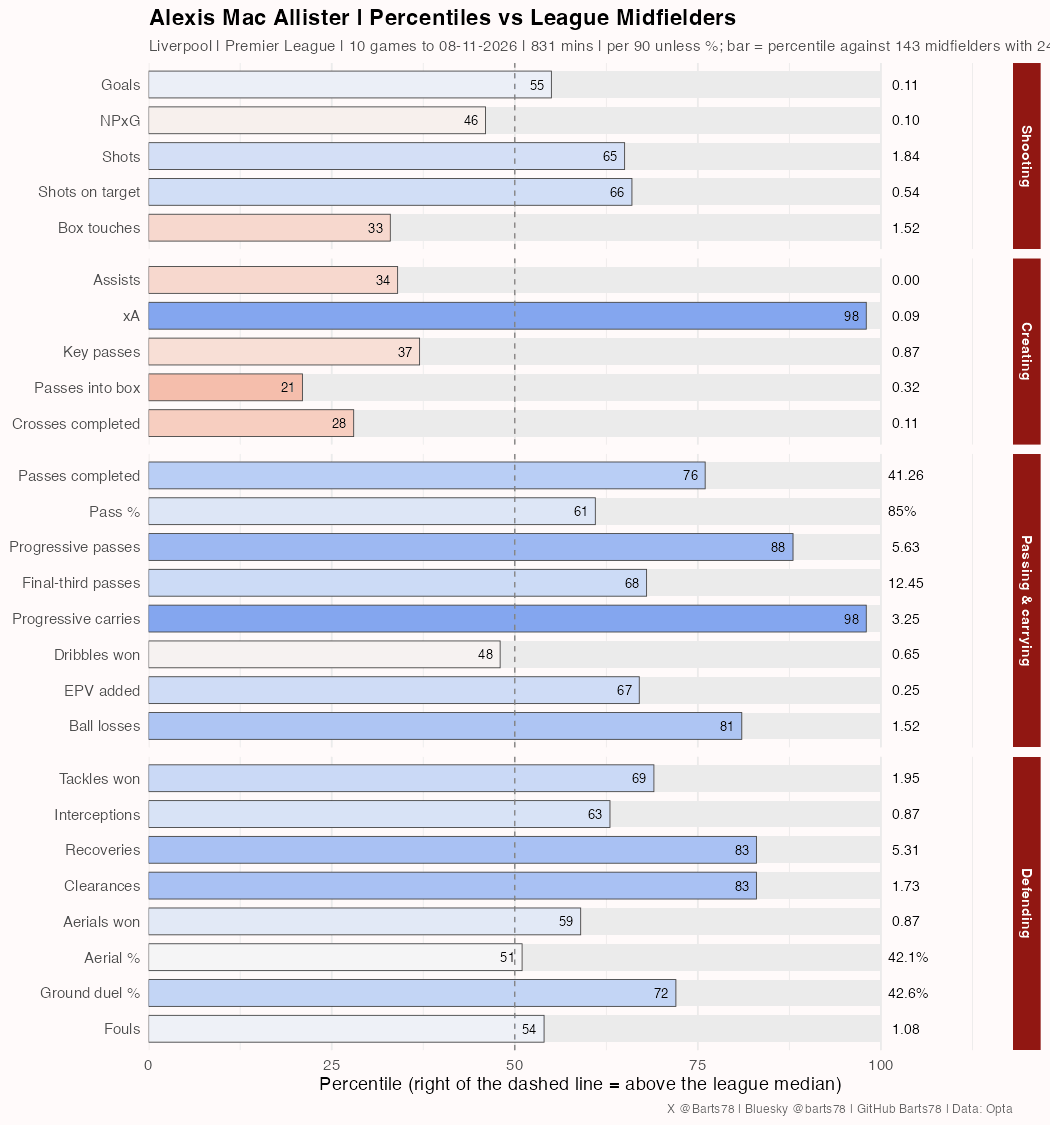 Alexis Mac Allister | Percentiles vs League Midfielders
Liverpool | Premier League | 10 games to 08-11-2026 | 831 mins | per 90 unless %; bar = percentile against 143 midfielders with 24
Goals 55 0.11
NPxG 46 0.10
Shots 65 1.84
Shots on target 66 0.54
Box touches 33 1.52
Shooting
Assists 34 0.00
xA 98 0.09
Key passes 37 0.87
Passes into box 21 0.32
Crosses completed 28 0.11
Creating
Passes completed 76 41.26
Pass % 61 85%
Progressive passes 88 5.63
Final-third passes 68 12.45
Progressive carries 98 3.25
Dribbles won 48 0.65
EPV added 67 0.25
Ball losses 81 1.52
Passing & carrying
Tackles won 69 1.95
Interceptions 63 0.87
Recoveries 83 5.31
Clearances 83 1.73
Aerials won 59 0.87
Aerial % 51 42.1%
Ground duel % 72 42.6%
Fouls 54 1.08
Defending
0 25 50 75 100
Percentile (right of the dashed line = above the league median)
X @Barts78 | Bluesky @barts78 | GitHub Barts78 | Data: Opta